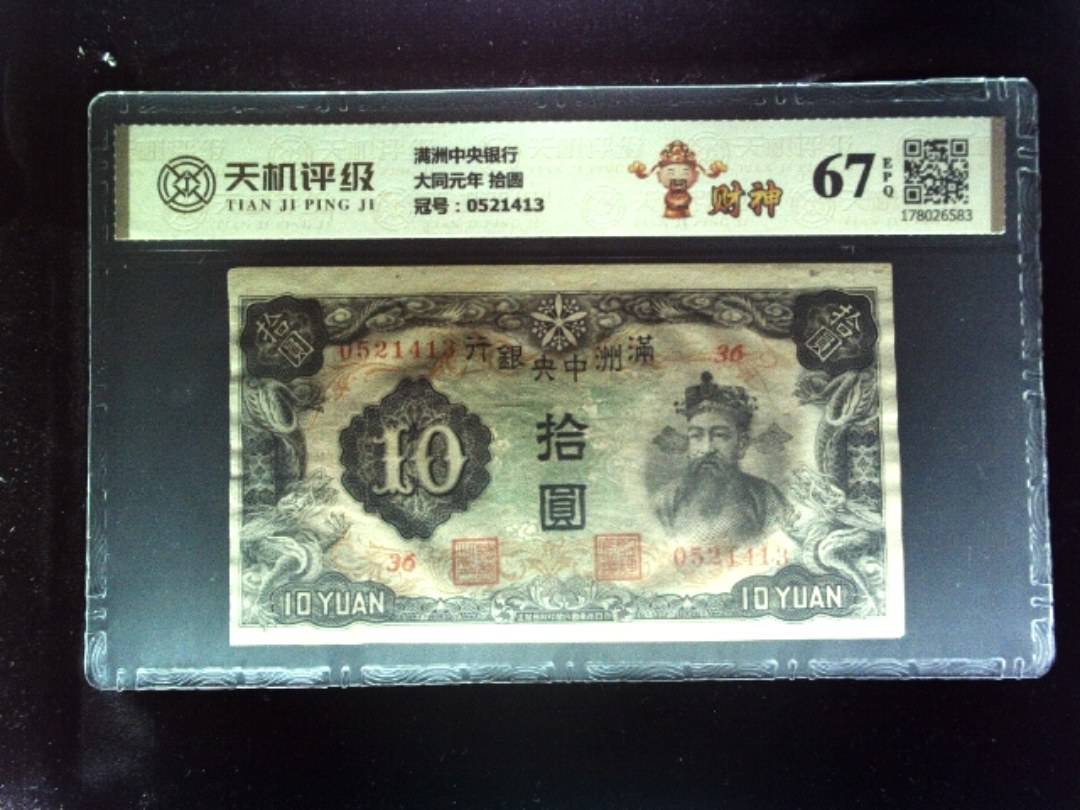 天机评级
TIAN JI PING JI
满洲中央银行
大同元年 拾圆
冠号：0521413
财神
67
EPQ
178026583
拾圓
拾圓
0521413
行銀央中洲滿
36
10
拾
圓
36
0521413
10 YUAN
10 YUAN